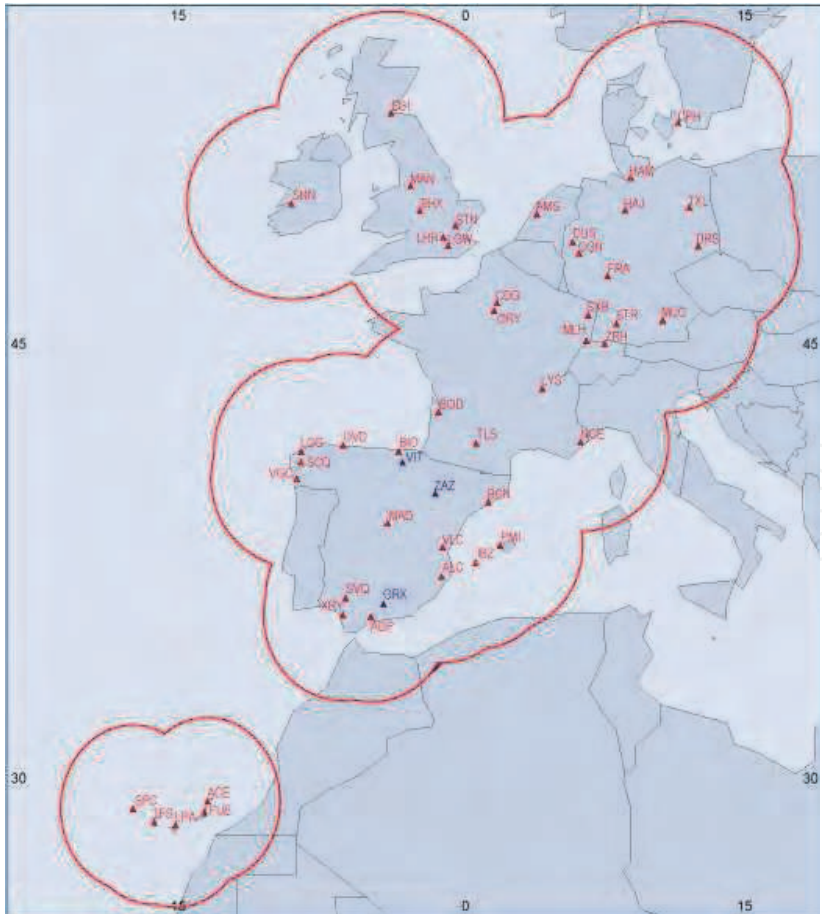 15 0 15
EDI
CPH
HAM
MAN
SNN
BHX
AMS
HAJ
TXL
STN
LHR LGW
DUS
CGN
DRS
FRA
CDG
ORY
SXB
STR
MUC
45 MLH ZRH 45
LYS
BOD
TLS
NCE
LCG
OVD
BIO
VIT
SCQ
VGO
ZAZ
BCN
MAD
VLC
PMI
IBZ
ALC
SVQ
GRX
XRY
AGP
30 30
SPC
ACE
TFS
LPA
FUE
15 0 15